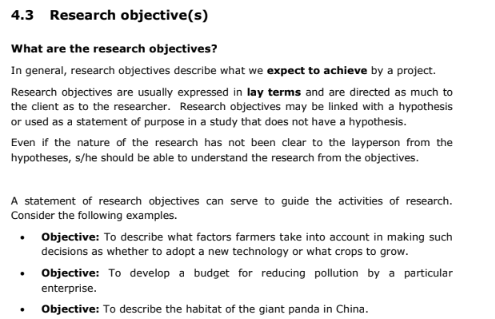 4.3 Research objective(s)
What are the research objectives?
In general, research objectives describe what we expect to achieve by a project.
Research objectives are usually expressed in lay terms and are directed as much to
the client as to the researcher. Research objectives may be linked with a hypothesis
or used as a statement of purpose in a study that does not have a hypothesis.
Even if the nature of the research has not been clear to the layperson from the
hypotheses, s/he should be able to understand the research from the objectives.
A statement of research objectives can serve to guide the activities of research.
Consider the following examples.
• Objective: To describe what factors farmers take into account in making such
decisions as whether to adopt a new technology or what crops to grow.
• Objective: To develop a budget for reducing pollution by a particular
enterprise.
• Objective: To describe the habitat of the giant panda in China.